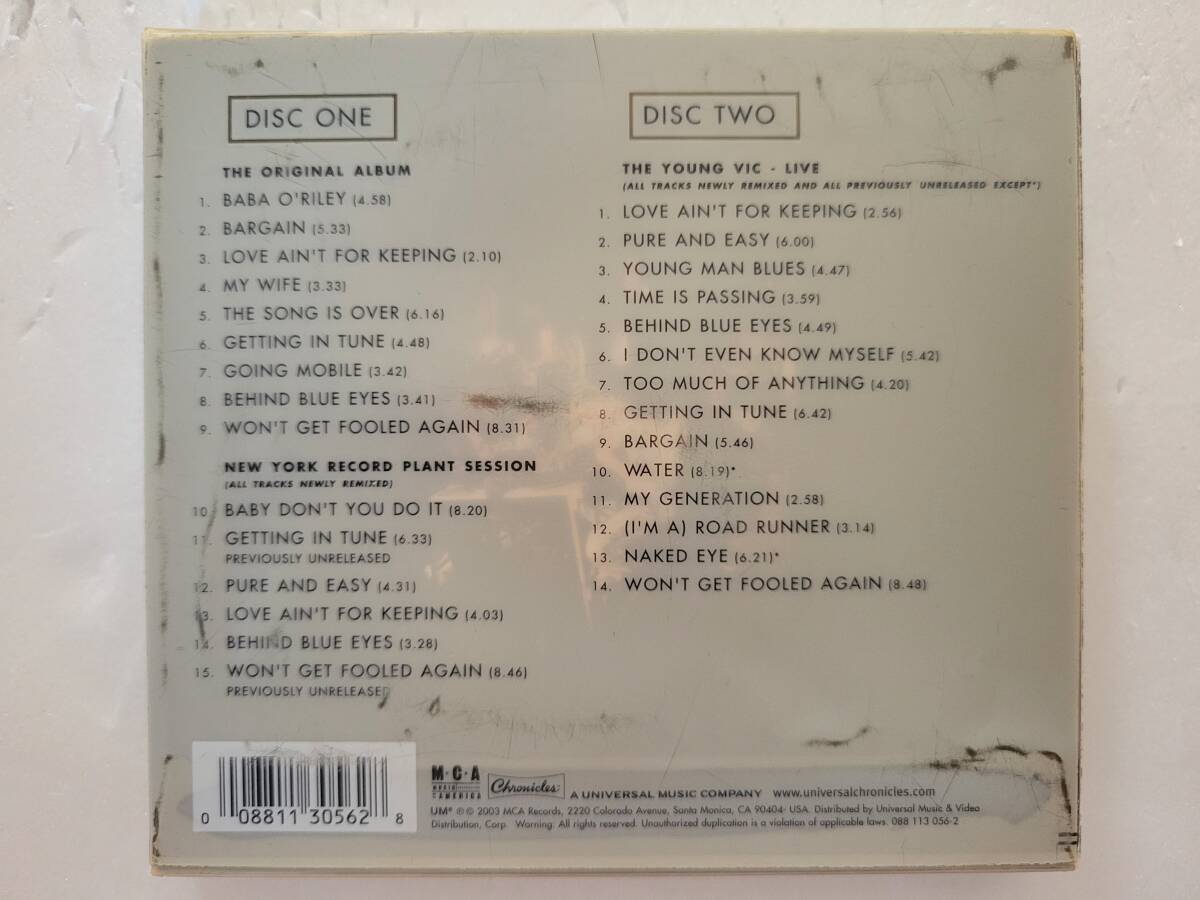 DISC ONE
THE ORIGINAL ALBUM
1. BABA O'RILEY (4.58)
2. BARGAIN (5.33)
3. LOVE AIN'T FOR KEEPING (2.10)
4. MY WIFE (3.33)
5. THE SONG IS OVER (6.16)
6. GETTING IN TUNE (4.48)
7. GOING MOBILE (3.42)
8. BEHIND BLUE EYES (3.41)
9. WON'T GET FOOLED AGAIN (8.31)
NEW YORK RECORD PLANT SESSION
(ALL TRACKS NEWLY REMIXED)
10. BABY DON'T YOU DO IT (8.20)
11. GETTING IN TUNE (6.33)
PREVIOUSLY UNRELEASED
12. PURE AND EASY (4.31)
13. LOVE AIN'T FOR KEEPING (4.03)
14. BEHIND BLUE EYES (3.28)
15. WON'T GET FOOLED AGAIN (8.46)
PREVIOUSLY UNRELEASED
DISC TWO
THE YOUNG VIC - LIVE
(ALL TRACKS NEWLY REMIXED AND ALL PREVIOUSLY UNRELEASED EXCEPT*)
1. LOVE AIN'T FOR KEEPING (2.56)
2. PURE AND EASY (6.00)
3. YOUNG MAN BLUES (4.47)
4. TIME IS PASSING (3.59)
5. BEHIND BLUE EYES (4.49)
6. I DON'T EVEN KNOW MYSELF (5.42)
7. TOO MUCH OF ANYTHING (4.20)
8. GETTING IN TUNE (6.42)
9. BARGAIN (5.46)
10. WATER (8.19)*
11. MY GENERATION (2.58)
12. (I'M A) ROAD RUNNER (3.14)
13. NAKED EYE (6.21)*
14. WON'T GET FOOLED AGAIN (8.48)
0 08811 30562 8
M·C·A
MUSIC
AMERICA
Chronicles
A UNIVERSAL MUSIC COMPANY www.universalchronicles.com
UM® ℗ © 2003 MCA Records, 2220 Colorado Avenue, Santa Monica, CA 90404- USA. Distributed by Universal Music & Video
Distribution, Corp. Warning: All rights reserved. Unauthorized duplication is a violation of applicable laws. 088 113 056-2